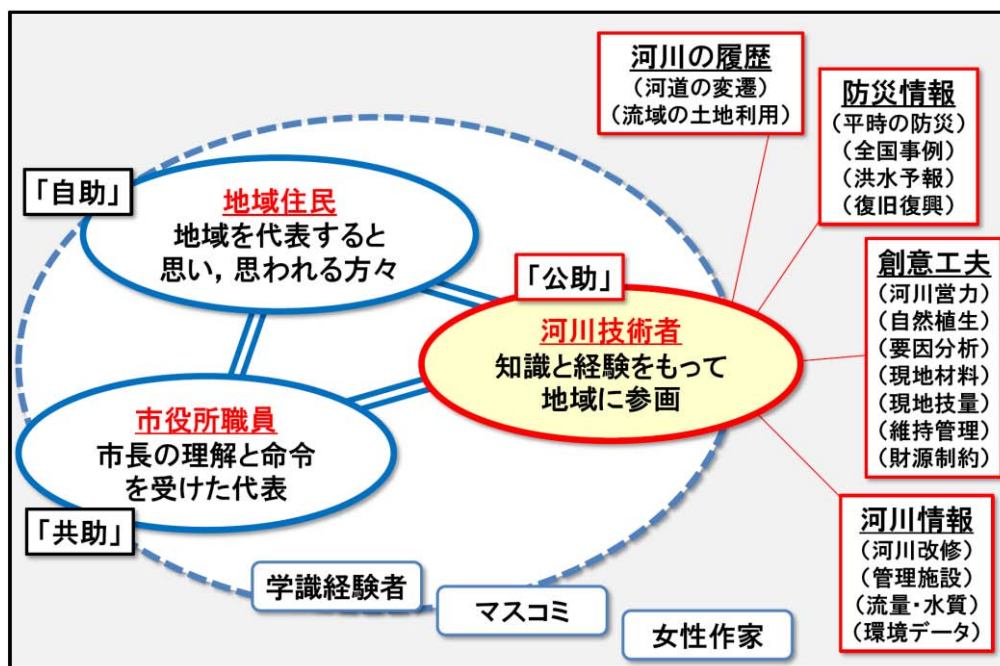 河川の履歴
(河道の変遷)
(流域の土地利用)
防災情報
(平時の防災)
(全国事例)
(洪水予報)
(復旧復興)
「自助」
地域住民
地域を代表すると
思い，思われる方々
「公助」
河川技術者
知識と経験をもって
地域に参画
創意工夫
(河川営力)
(自然植生)
(要因分析)
(現地材料)
(現地技量)
(維持管理)
(財源制約)
市役所職員
市長の理解と命令
を受けた代表
「共助」
河川情報
(河川改修)
(管理施設)
(流量・水質)
(環境データ)
学識経験者
マスコミ
女性作家